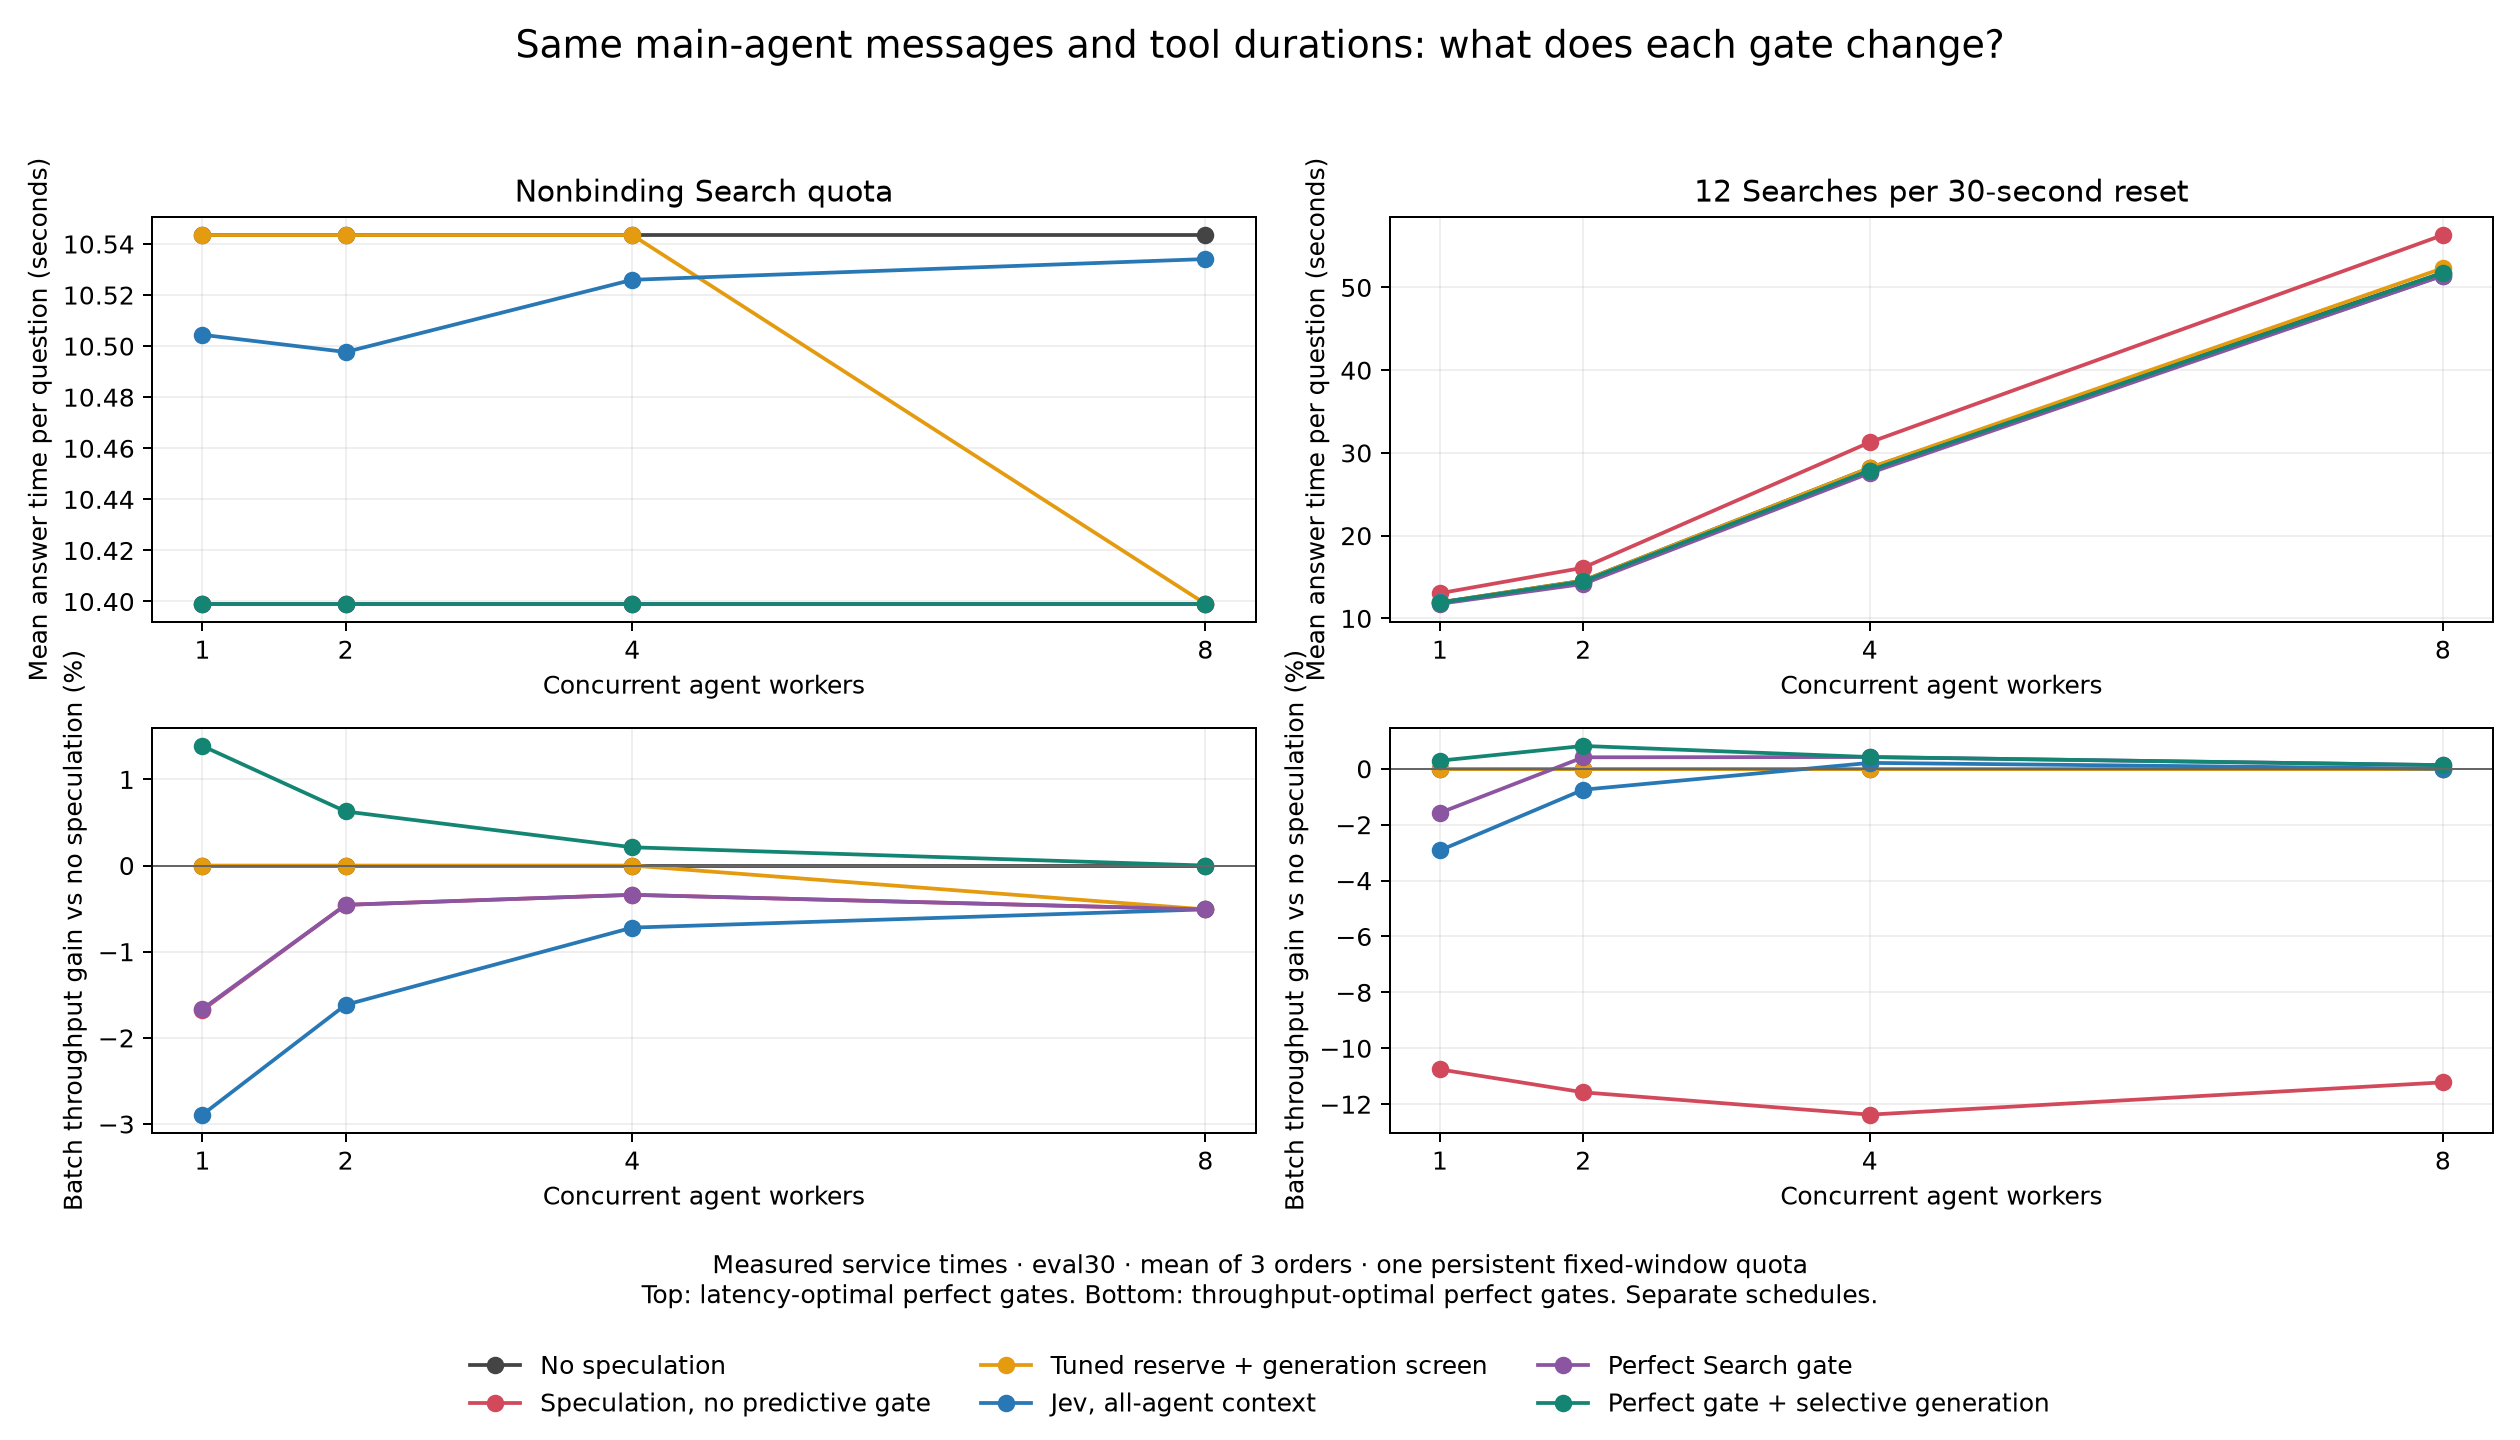 Same main-agent messages and tool durations: what does each gate change?
Nonbinding Search quota
Mean answer time per question (seconds)
10.54
10.52
10.50
10.48
10.46
10.44
10.42
10.40
1
2
4
8
Concurrent agent workers
12 Searches per 30-second reset
Mean answer time per question (seconds)
50
40
30
20
10
1
2
4
8
Concurrent agent workers
Batch throughput gain vs no speculation (%)
1
0
−1
−2
−3
1
2
4
8
Concurrent agent workers
Batch throughput gain vs no speculation (%)
0
−2
−4
−6
−8
−10
−12
1
2
4
8
Concurrent agent workers
Measured service times · eval30 · mean of 3 orders · one persistent fixed-window quota
Top: latency-optimal perfect gates. Bottom: throughput-optimal perfect gates. Separate schedules.
No speculation
Speculation, no predictive gate
Tuned reserve + generation screen
Jev, all-agent context
Perfect Search gate
Perfect gate + selective generation